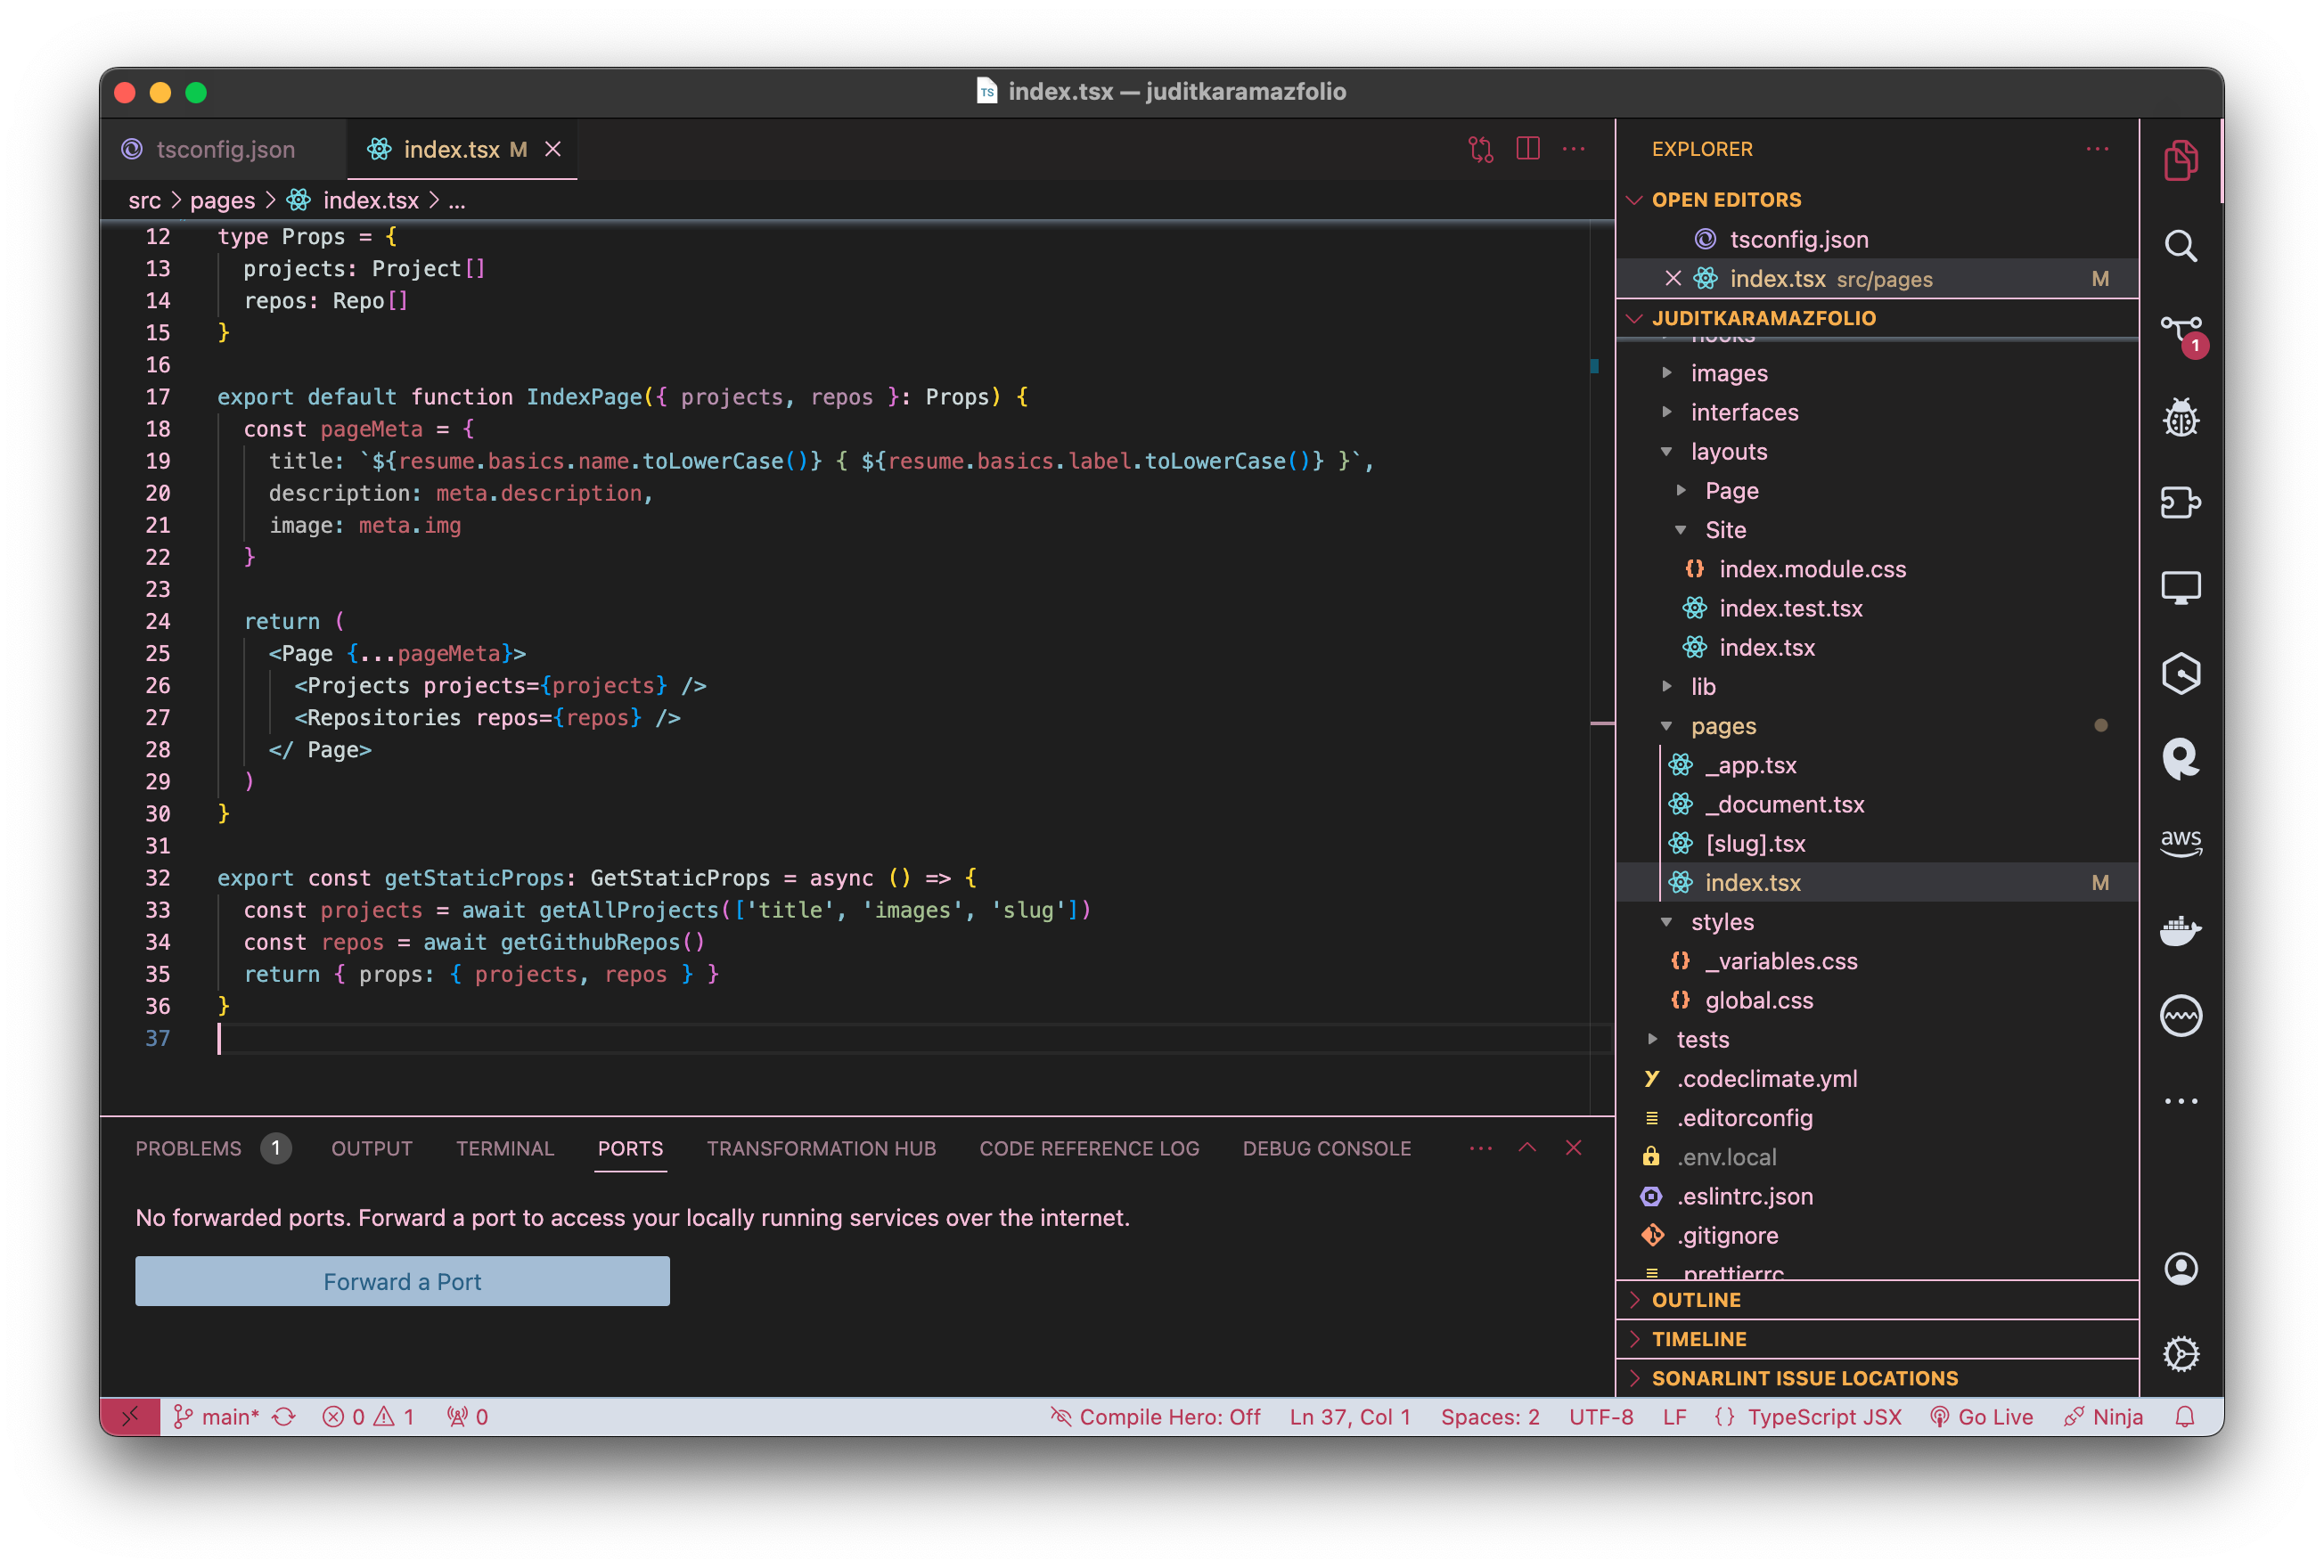 TS index.tsx — juditkaramazfolio
tsconfig.json
index.tsx M
src > pages > index.tsx > ...
12 type Props = {
13 projects: Project[]
14 repos: Repo[]
15 }
16
17 export default function IndexPage({ projects, repos }: Props) {
18 const pageMeta = {
19 title: `${resume.basics.name.toLowerCase()} { ${resume.basics.label.toLowerCase()} }`,
20 description: meta.description,
21 image: meta.img
22 }
23
24 return (
25 <Page {...pageMeta}>
26 <Projects projects={projects} />
27 <Repositories repos={repos} />
28 </ Page>
29 )
30 }
31
32 export const getStaticProps: GetStaticProps = async () => {
33 const projects = await getAllProjects(['title', 'images', 'slug'])
34 const repos = await getGithubRepos()
35 return { props: { projects, repos } }
36 }
37
PROBLEMS 1 OUTPUT TERMINAL PORTS TRANSFORMATION HUB CODE REFERENCE LOG DEBUG CONSOLE
No forwarded ports. Forward a port to access your locally running services over the internet.
Forward a Port
EXPLORER
OPEN EDITORS
tsconfig.json
index.tsx src/pages M
JUDITKARAMAZFOLIO
hooks
images
interfaces
layouts
Page
Site
index.module.css
index.test.tsx
index.tsx
lib
pages
_app.tsx
_document.tsx
[slug].tsx
index.tsx M
styles
_variables.css
global.css
tests
.codeclimate.yml
.editorconfig
.env.local
.eslintrc.json
.gitignore
.prettierrc
OUTLINE
TIMELINE
SONARLINT ISSUE LOCATIONS
1
aws
main* 0 1 0 Compile Hero: Off Ln 37, Col 1 Spaces: 2 UTF-8 LF {} TypeScript JSX Go Live Ninja